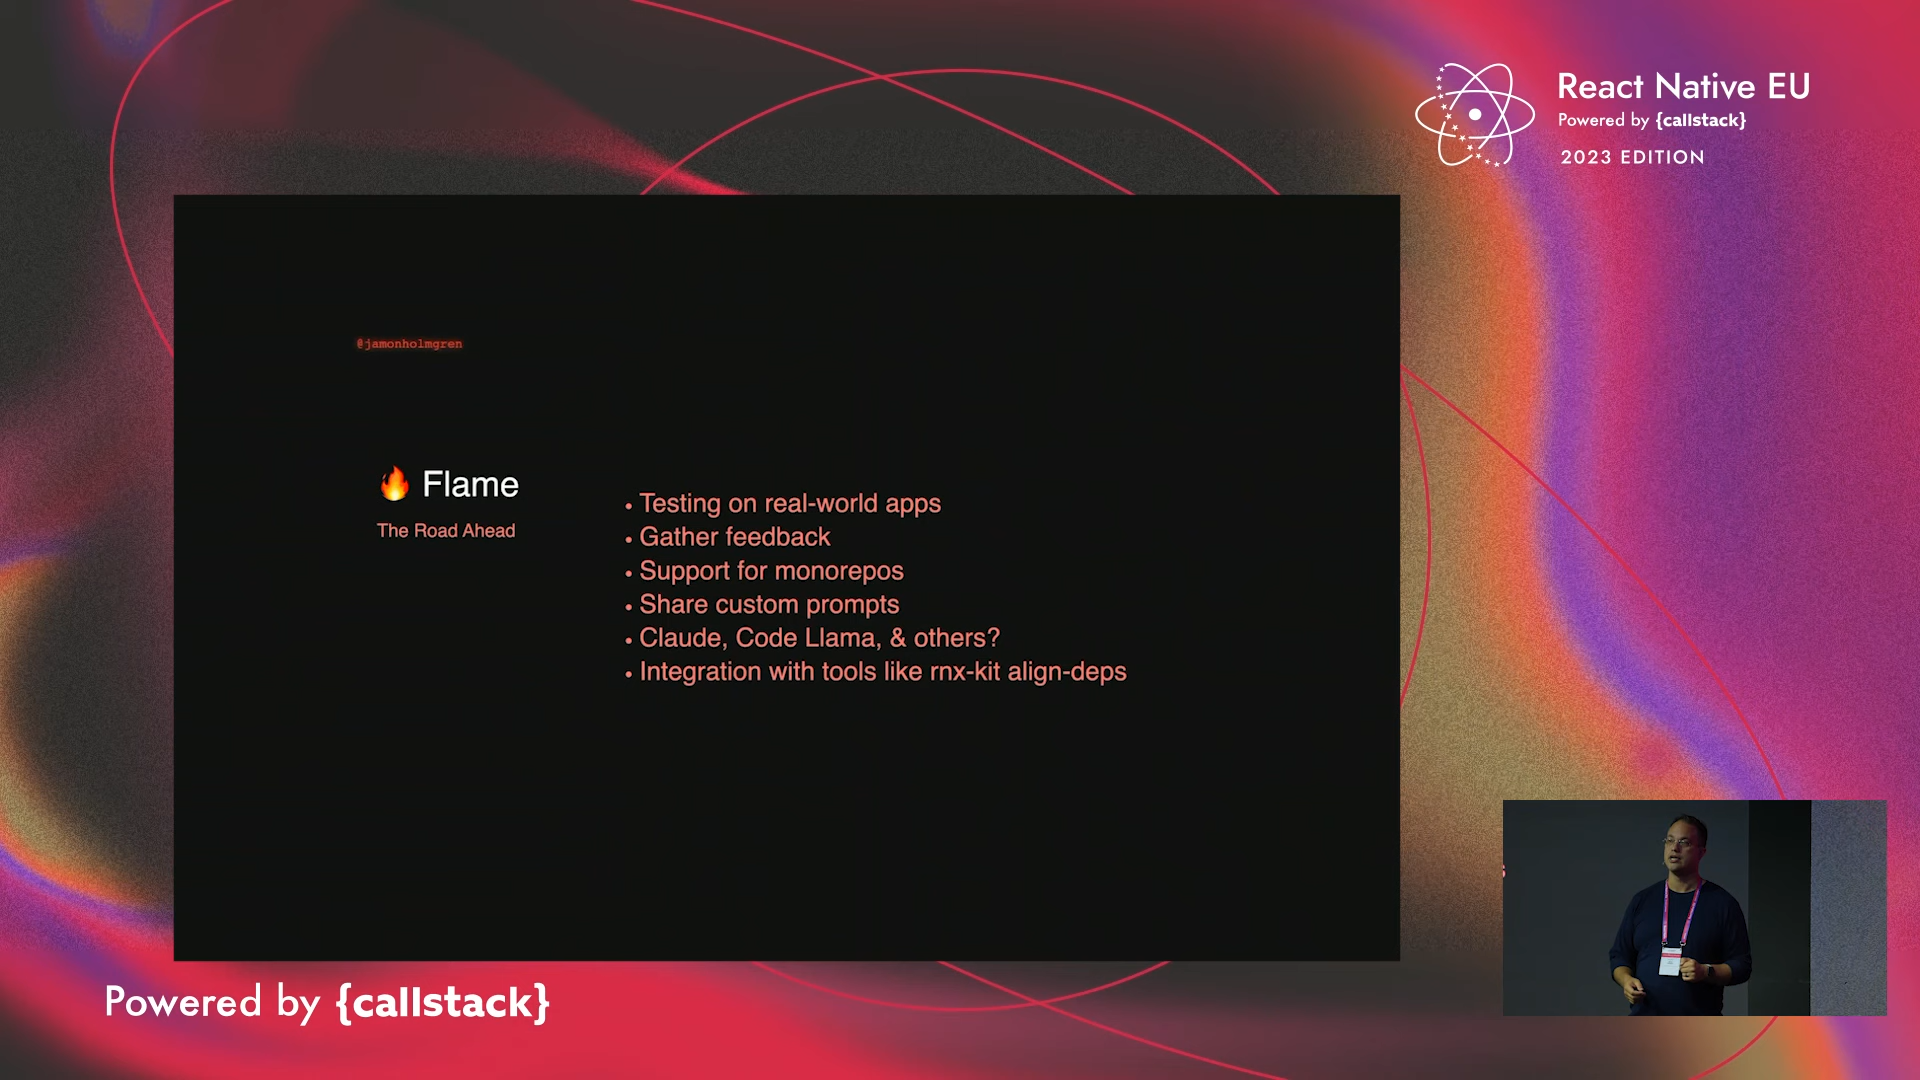 React Native EU
Powered by {callstack}
2023 EDITION
@jamonholmgren
🔥 Flame
The Road Ahead
• Testing on real-world apps
• Gather feedback
• Support for monorepos
• Share custom prompts
• Claude, Code Llama, & others?
• Integration with tools like rnx-kit align-deps
Powered by {callstack}